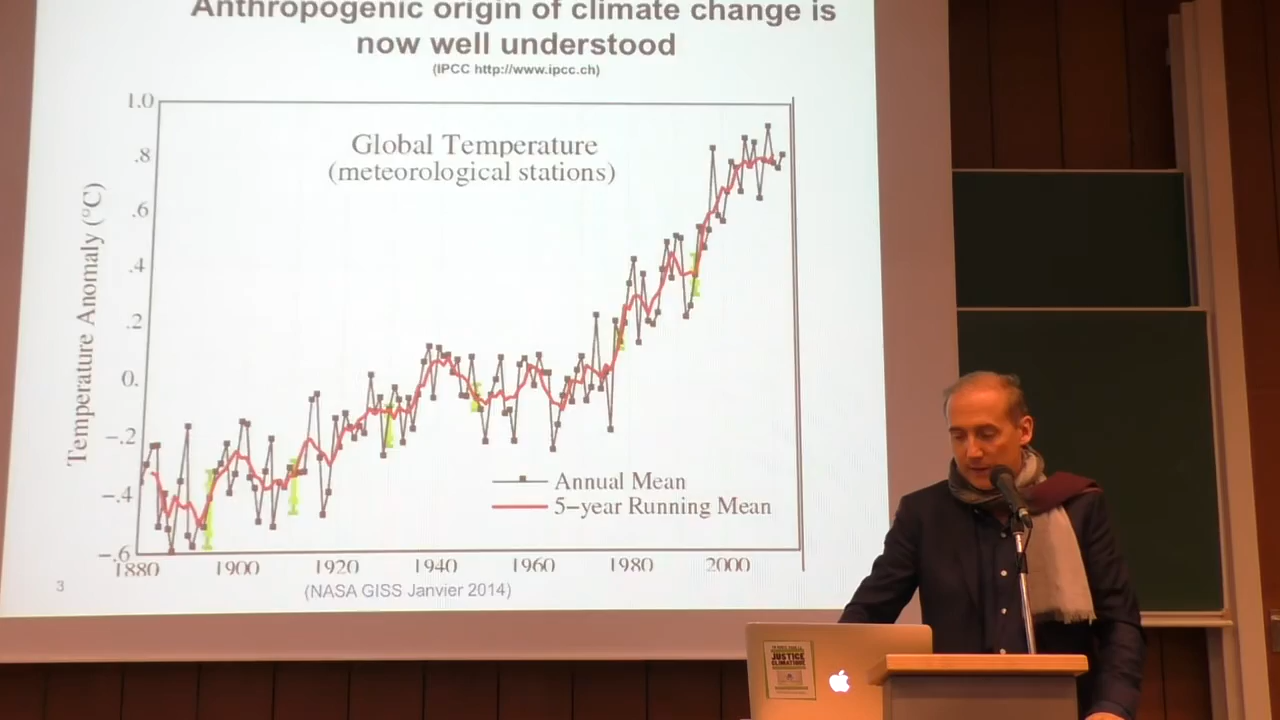 Anthropogenic origin of climate change is
now well understood
(IPCC http://www.ipcc.ch)
Global Temperature
(meteorological stations)
Temperature Anomaly (°C)
1.0
.8
.6
.4
.2
0.
−.2
−.4
−.6
Annual Mean
5−year Running Mean
1880 1900 1920 1940 1960 1980 2000
3
(NASA GISS Janvier 2014)
JUSTICE
CLIMATIQUE